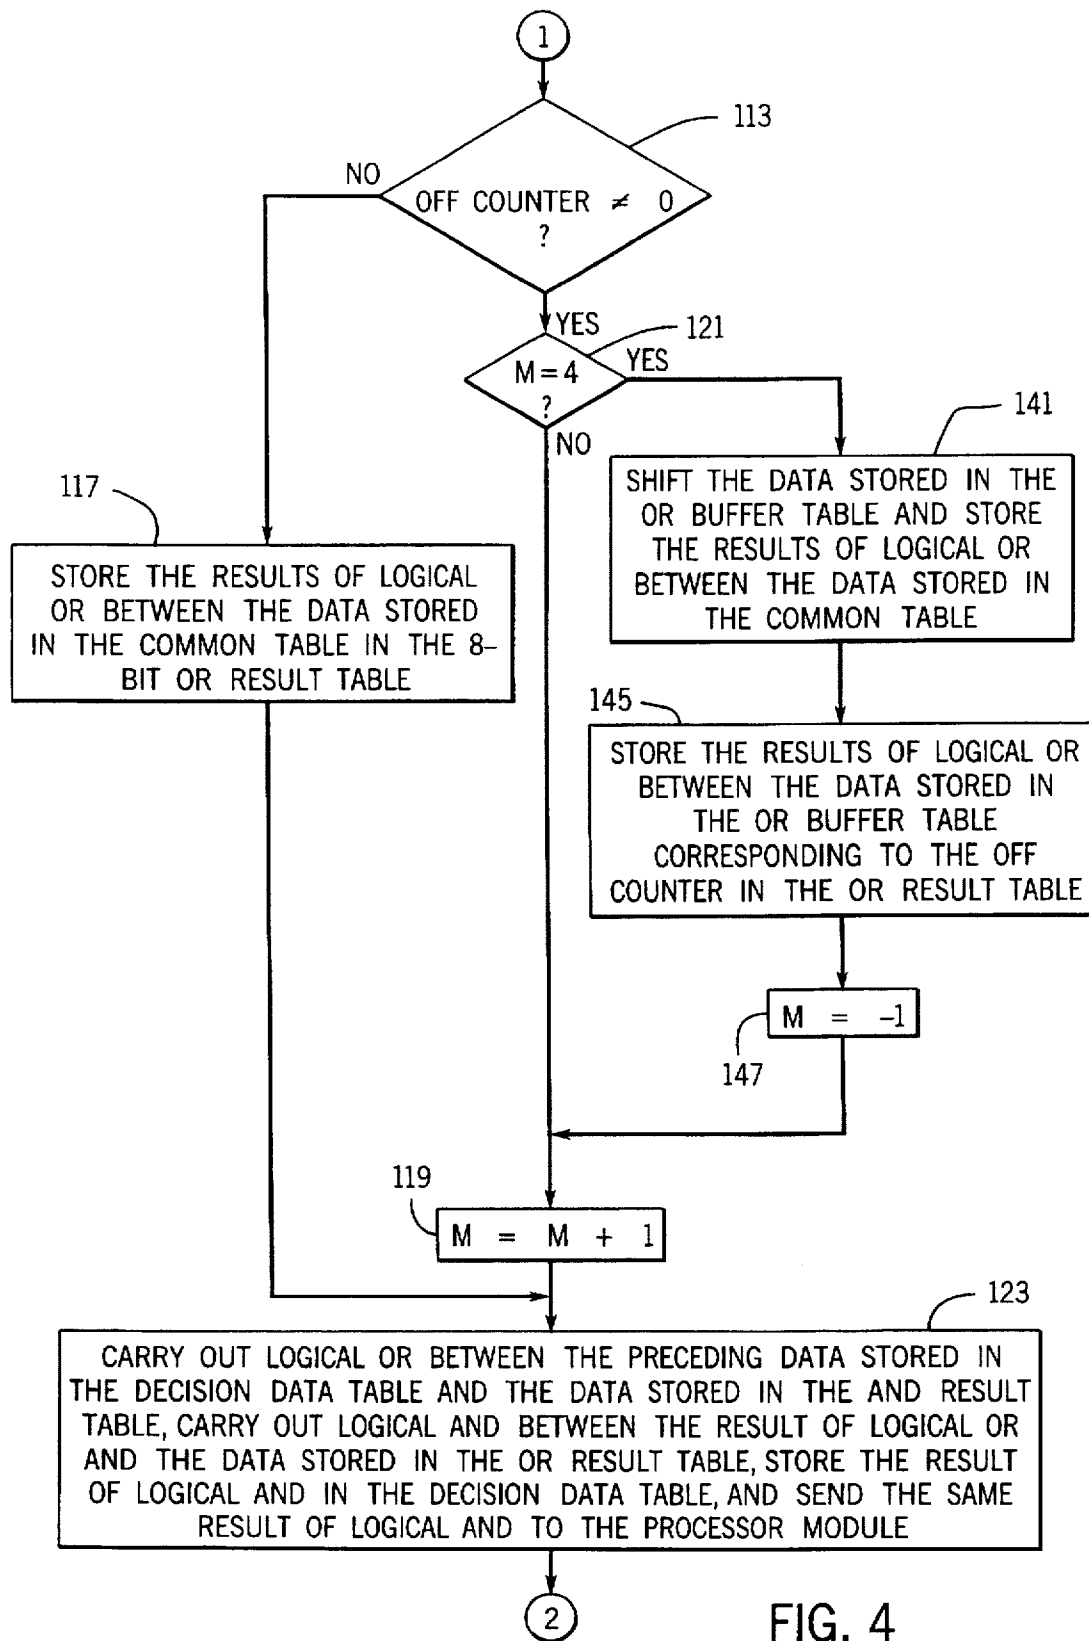 1
113
NO
OFF COUNTER ≠ 0
?
YES
121
M = 4
?
YES
NO
141
SHIFT THE DATA STORED IN THE
OR BUFFER TABLE AND STORE
THE RESULTS OF LOGICAL OR
BETWEEN THE DATA STORED IN
THE COMMON TABLE
117
STORE THE RESULTS OF LOGICAL
OR BETWEEN THE DATA STORED
IN THE COMMON TABLE IN THE 8-
BIT OR RESULT TABLE
145
STORE THE RESULTS OF LOGICAL OR
BETWEEN THE DATA STORED IN
THE OR BUFFER TABLE
CORRESPONDING TO THE OFF
COUNTER IN THE OR RESULT TABLE
M = -1
147
119
M = M + 1
123
CARRY OUT LOGICAL OR BETWEEN THE PRECEDING DATA STORED IN
THE DECISION DATA TABLE AND THE DATA STORED IN THE AND RESULT
TABLE, CARRY OUT LOGICAL AND BETWEEN THE RESULT OF LOGICAL OR
AND THE DATA STORED IN THE OR RESULT TABLE, STORE THE RESULT
OF LOGICAL AND IN THE DECISION DATA TABLE, AND SEND THE SAME
RESULT OF LOGICAL AND TO THE PROCESSOR MODULE
2
FIG. 4